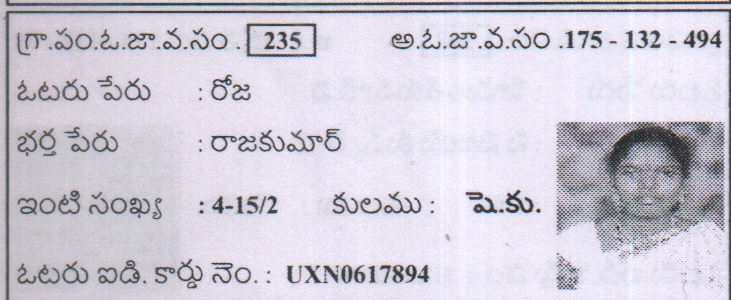 గ్రా.పం.ఓ.జా.వ.సం. 235 అ.ఓ.జా.వ.సం .175 - 132 - 494
ఓటరు పేరు : రోజ
భర్త పేరు : రాజకుమార్
ఇంటి సంఖ్య : 4-15/2 కులము : షె.కు.
ఓటరు ఐడి. కార్డు నెం. : UXN0617894